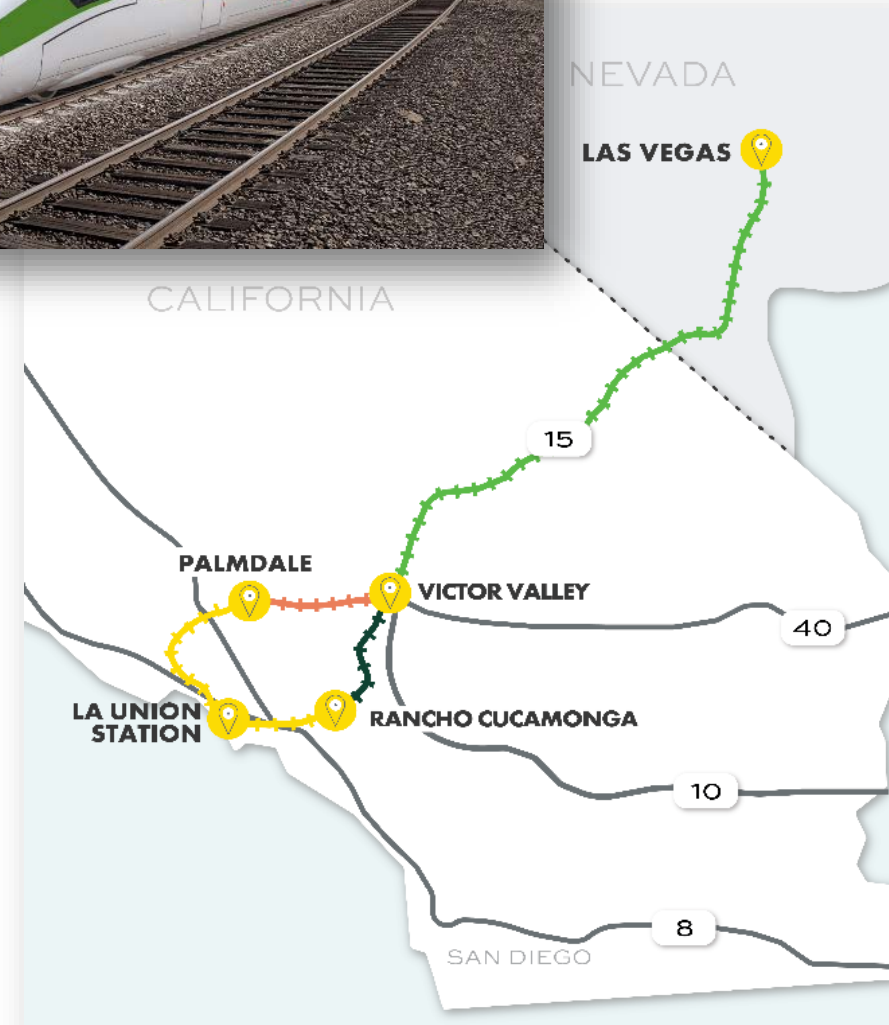 NEVADA
LAS VEGAS
CALIFORNIA
15
PALMDALE
VICTOR VALLEY
40
LA UNION
STATION
RANCHO CUCAMONGA
10
8
SAN DIEGO